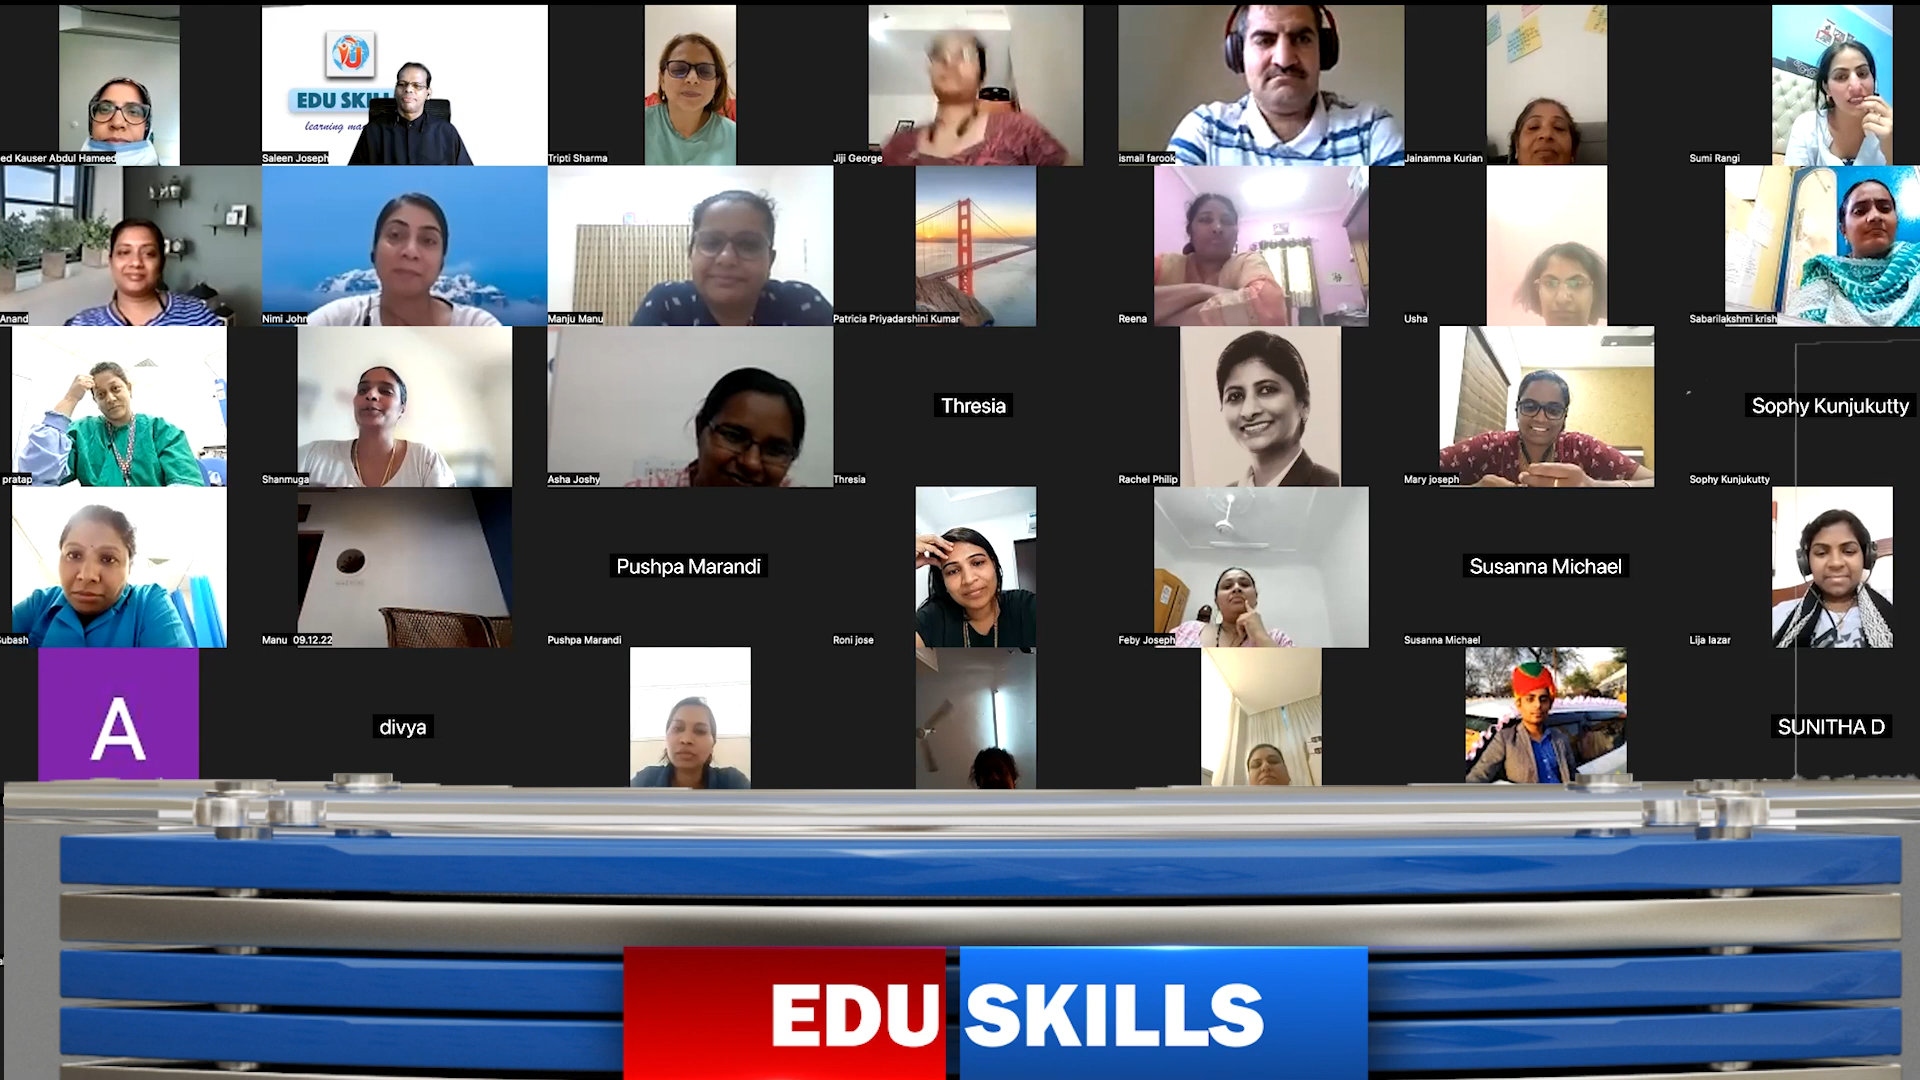 EDU SKILL
learning ma
ed Kauser Abdul Hameed
Saleen Joseph
Tripti Sharma
Jiji George
ismail farook
Jainamma Kurian
Sumi Rangi
Anand
Nimi John
Manju Manu
Patricia Priyadarshini Kumar
Reena
Usha
Sabarilakshmi krish
Thresia
Sophy Kunjukutty
pratap
Shanmuga
Asha Joshy
Thresia
Rachel Philip
Mary joseph
Sophy Kunjukutty
Pushpa Marandi
Susanna Michael
Subash
Manu 09.12.22
Pushpa Marandi
Roni jose
Feby Joseph
Susanna Michael
Lija lazar
A
divya
SUNITHA D
EDU SKILLS